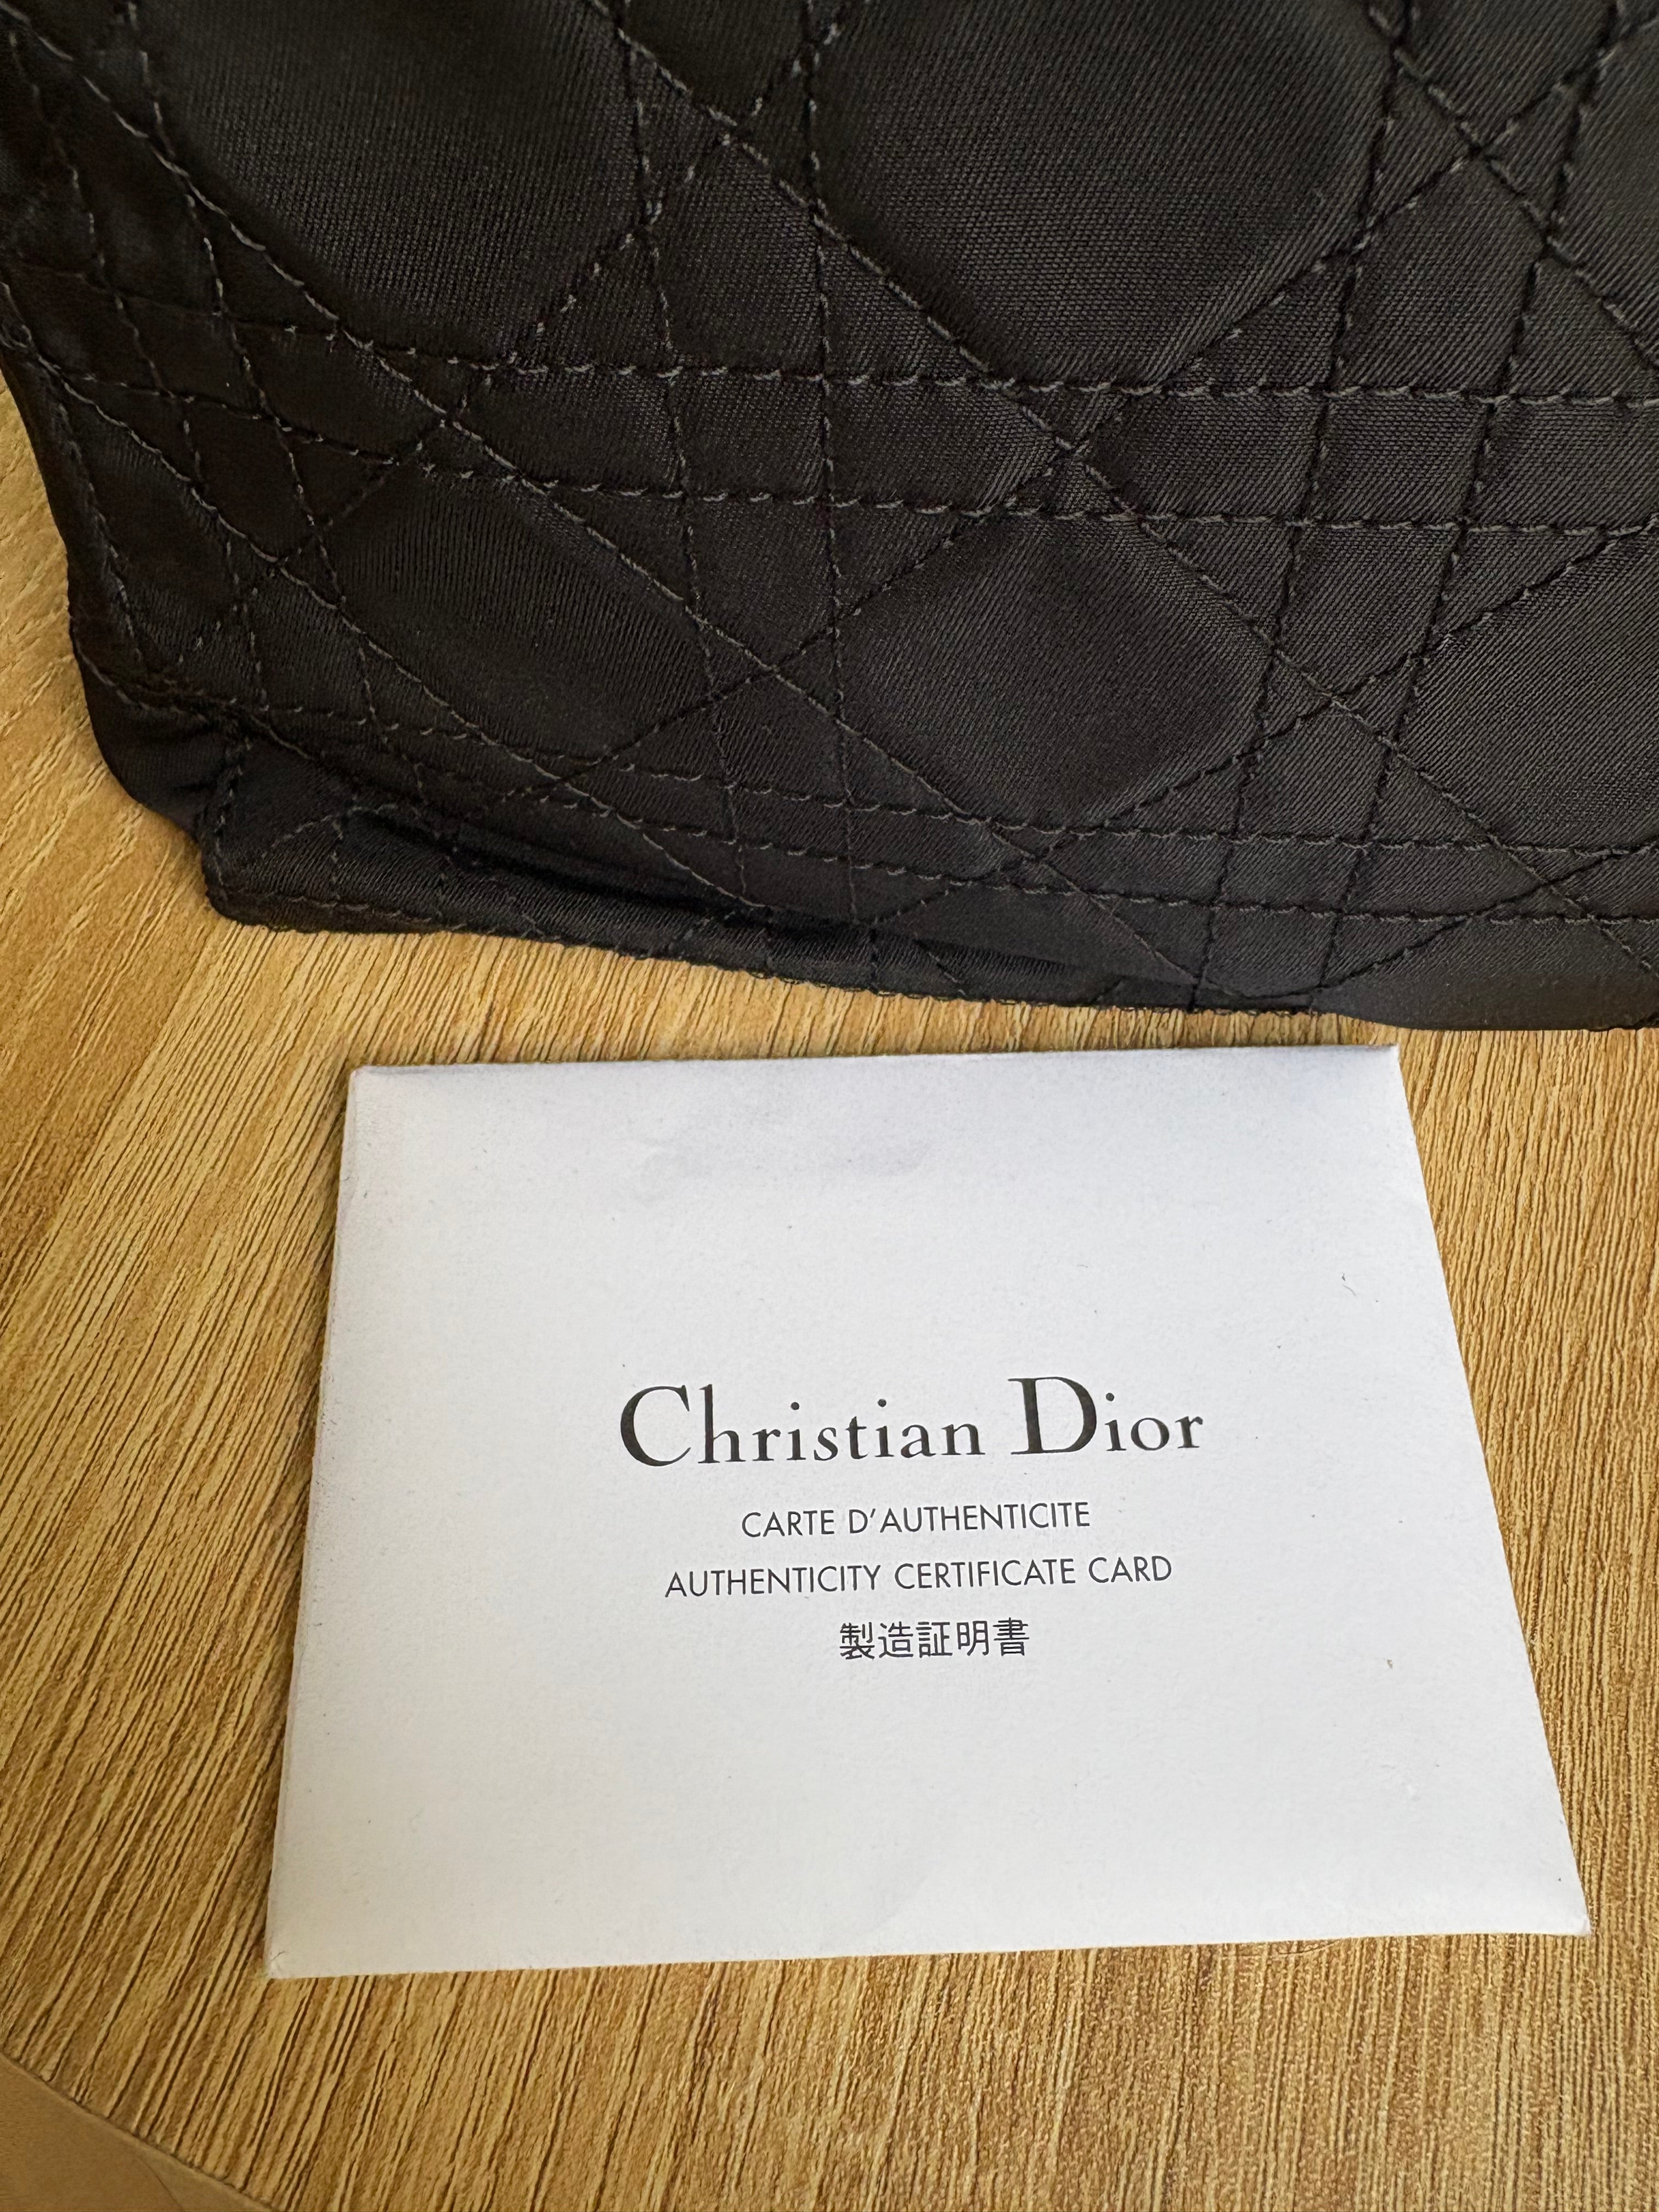 Christian Dior
CARTE D'AUTHENTICITE
AUTHENTICITY CERTIFICATE CARD
製造証明書